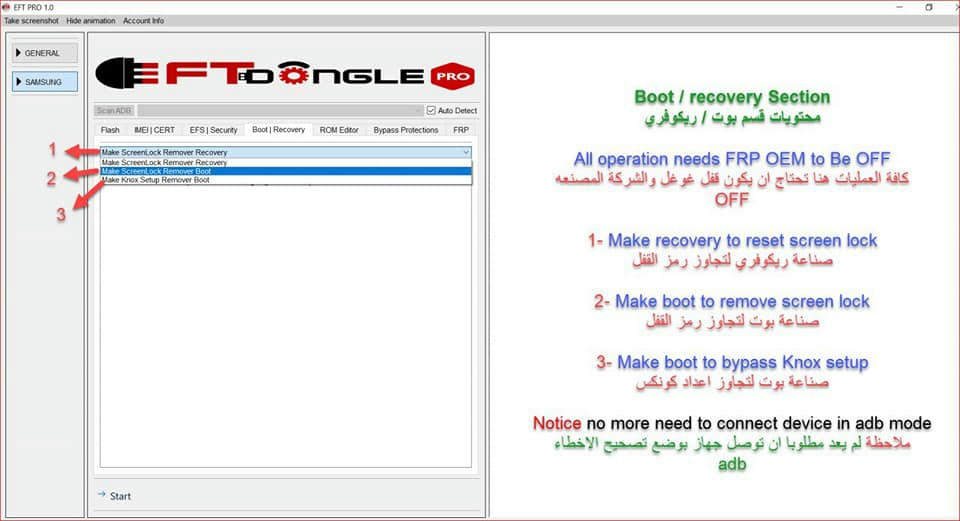 EFT PRO 1.0
Take screenshot Hide animation Account Info
GENERAL
SAMSUNG
EFT DONGLE PRO
Scan ADB
Auto Detect
Flash IMEI | CERT EFS | Security Boot | Recovery ROM Editor Bypass Protections FRP
1 Make ScreenLock Remover Recovery
Make ScreenLock Remover Recovery
2 Make ScreenLock Remover Boot
3 Make Knox Setup Remover Boot
Start
Boot / recovery Section
محتويات قسم بوت / ريكوفري
All operation needs FRP OEM to Be OFF
كافة العمليات هنا تحتاج ان يكون قفل غوغل والشركة المصنعه
OFF
1- Make recovery to reset screen lock
صناعة ريكوفري لتجاوز رمز القفل
2- Make boot to remove screen lock
صناعة بوت لتجاوز رمز القفل
3- Make boot to bypass Knox setup
صناعة بوت لتجاوز اعداد كونكس
Notice no more need to connect device in adb mode
ملاحظة لم يعد مطلوبا ان توصل جهاز بوضع تصحيح الاخطاء
adb